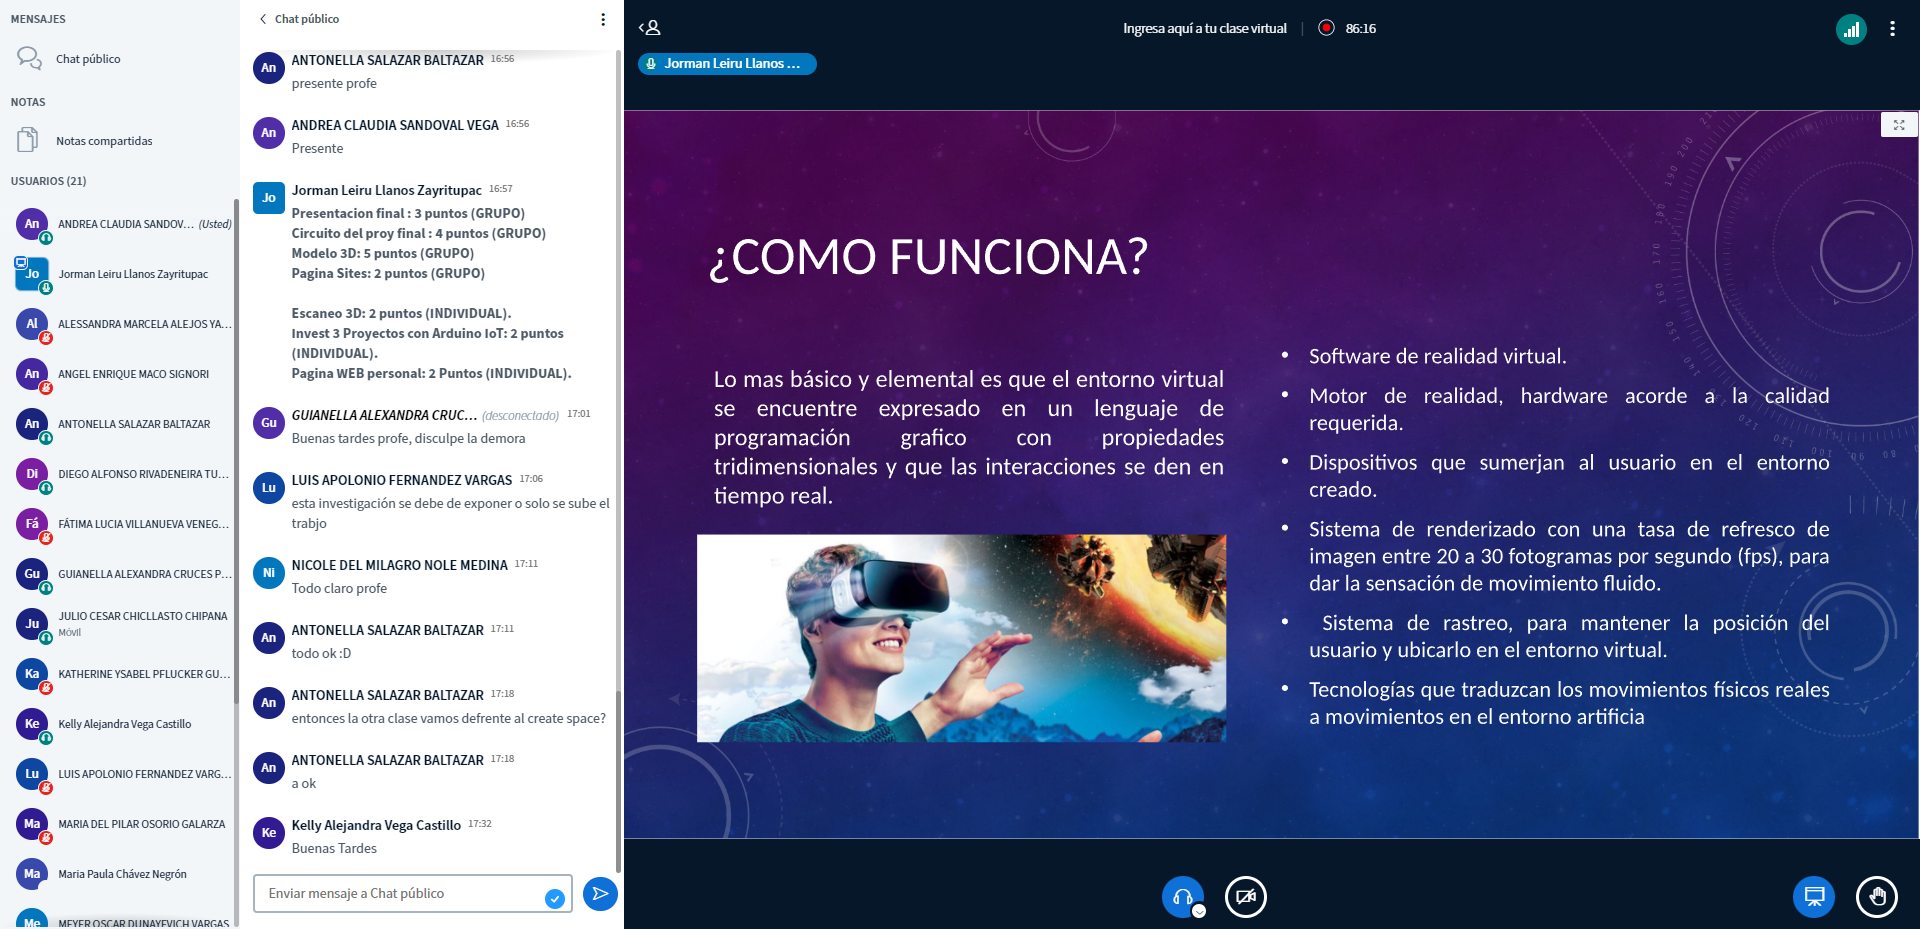 MENSAJES
Chat público
NOTAS
Notas compartidas
USUARIOS (21)
An
ANDREA CLAUDIA SANDOV... (Usted)
Jo
Jorman Leiru Llanos Zayritupac
Al
ALESSANDRA MARCELA ALEJOS YA...
An
ANGEL ENRIQUE MACO SIGNORI
An
ANTONELLA SALAZAR BALTAZAR
Di
DIEGO ALFONSO RIVADENEIRA TU...
Fá
FÁTIMA LUCIA VILLANUEVA VENEG...
Gu
GUIANELLA ALEXANDRA CRUCES P...
Ju
JULIO CESAR CHICLLASTO CHIPANA
Móvil
Ka
KATHERINE YSABEL PFLUCKER GU...
Ke
Kelly Alejandra Vega Castillo
Lu
LUIS APOLONIO FERNANDEZ VARG...
Ma
MARIA DEL PILAR OSORIO GALARZA
Ma
Maria Paula Chávez Negrón
Me
MEYER OSCAR DUNAYEVICH VARGAS
Chat público
An
ANTONELLA SALAZAR BALTAZAR 16:56
presente profe
An
ANDREA CLAUDIA SANDOVAL VEGA 16:56
Presente
Jo
Jorman Leiru Llanos Zayritupac 16:57
Presentacion final : 3 puntos (GRUPO)
Circuito del proy final : 4 puntos (GRUPO)
Modelo 3D: 5 puntos (GRUPO)
Pagina Sites: 2 puntos (GRUPO)
Escaneo 3D: 2 puntos (INDIVIDUAL).
Invest 3 Proyectos con Arduino IoT: 2 puntos
(INDIVIDUAL).
Pagina WEB personal: 2 Puntos (INDIVIDUAL).
Gu
GUIANELLA ALEXANDRA CRUC... (desconectado) 17:01
Buenas tardes profe, disculpe la demora
Lu
LUIS APOLONIO FERNANDEZ VARGAS 17:06
esta investigación se debe de exponer o solo se sube el
trabjo
Ni
NICOLE DEL MILAGRO NOLE MEDINA 17:11
Todo claro profe
An
ANTONELLA SALAZAR BALTAZAR 17:11
todo ok :D
An
ANTONELLA SALAZAR BALTAZAR 17:18
entonces la otra clase vamos defrente al create space?
An
ANTONELLA SALAZAR BALTAZAR 17:18
a ok
Ke
Kelly Alejandra Vega Castillo 17:32
Buenas Tardes
Enviar mensaje a Chat público
Ingresa aquí a tu clase virtual | 86:16
Jorman Leiru Llanos ...
¿COMO FUNCIONA?
Lo mas básico y elemental es que el entorno virtual
se encuentre expresado en un lenguaje de
programación grafico con propiedades
tridimensionales y que las interacciones se den en
tiempo real.
• Software de realidad virtual.
• Motor de realidad, hardware acorde a la calidad
requerida.
• Dispositivos que sumerjan al usuario en el entorno
creado.
• Sistema de renderizado con una tasa de refresco de
imagen entre 20 a 30 fotogramas por segundo (fps), para
dar la sensación de movimiento fluido.
• Sistema de rastreo, para mantener la posición del
usuario y ubicarlo en el entorno virtual.
• Tecnologías que traduzcan los movimientos físicos reales
a movimientos en el entorno artificia